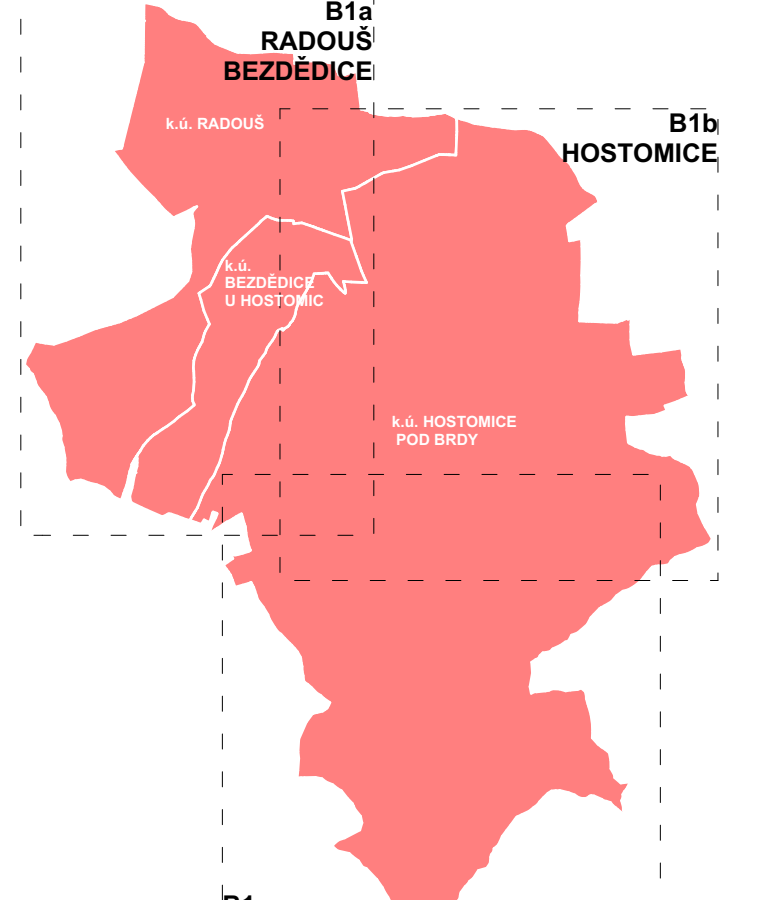 B1a
RADOUŠ
BEZDĚDICE
k.ú. RADOUŠ
B1b
HOSTOMICE
k.ú.
BEZDĚDICE
U HOSTOMIC
k.ú. HOSTOMICE
POD BRDY